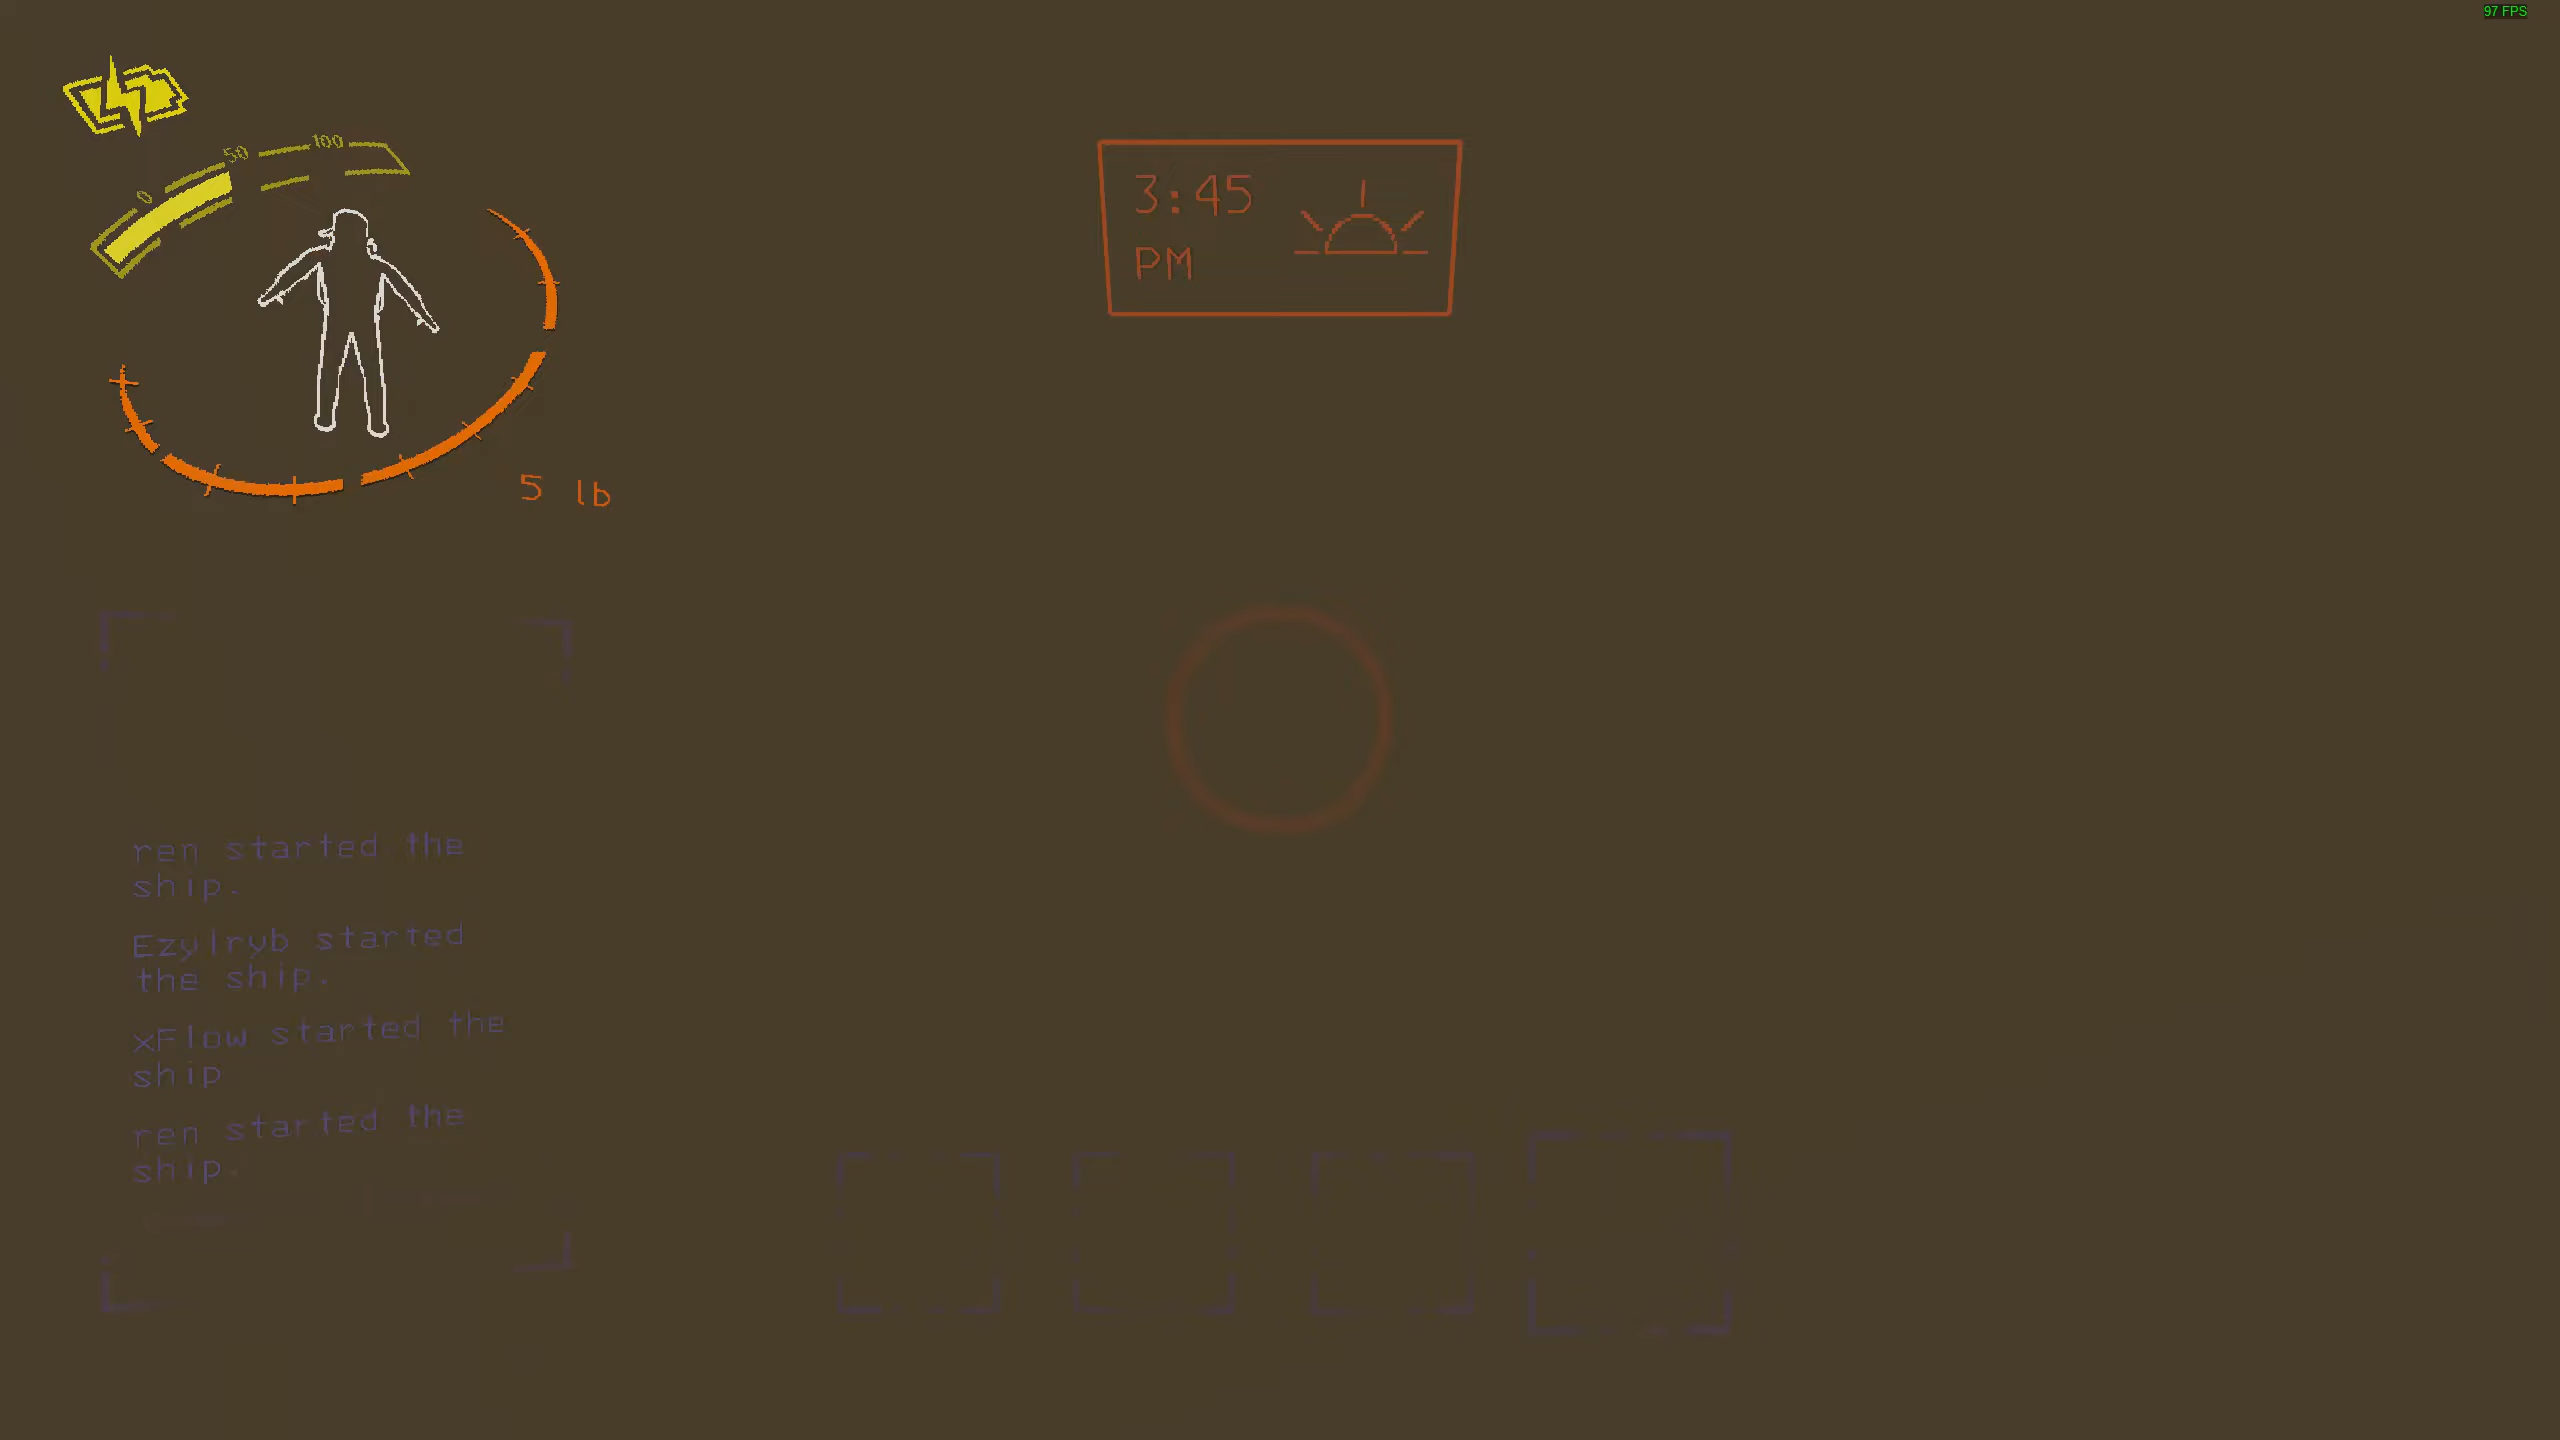 97 FPS
0
50
100
3:45
PM
5 lb
ren started the
ship.
Ezylryb started
the ship.
xFlow started the
ship
ren started the
ship.